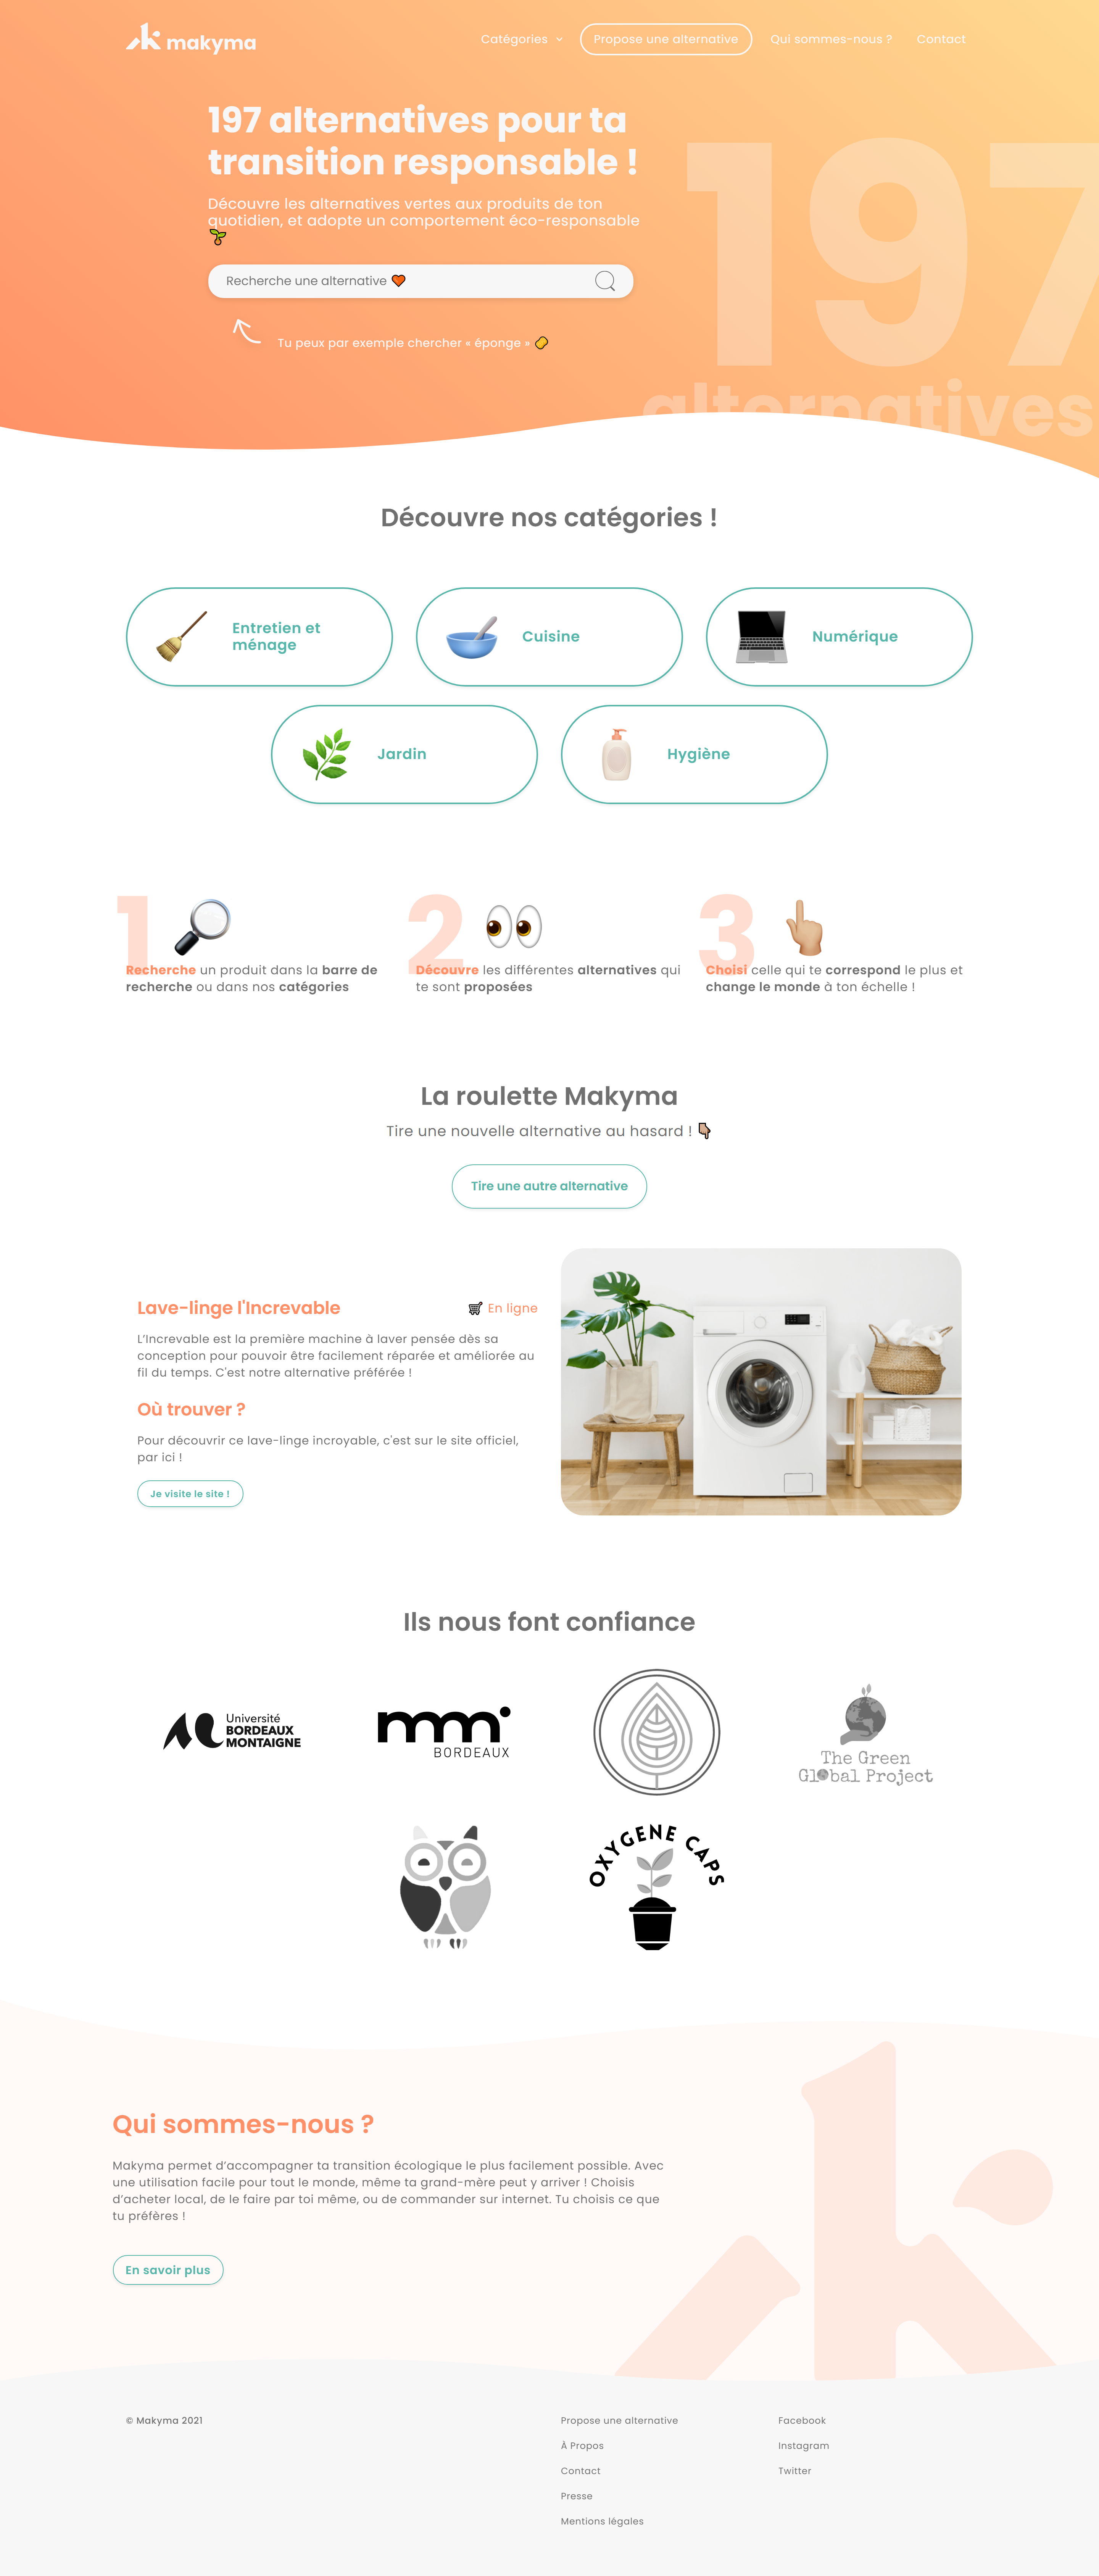 makyma
Catégories
Propose une alternative
Qui sommes-nous ?
Contact
197 alternatives pour ta
transition responsable !
Découvre les alternatives vertes aux produits de ton
quotidien, et adopte un comportement éco-responsable
Recherche une alternative
Tu peux par exemple chercher « éponge »
197
alternatives
Découvre nos catégories !
Entretien et
ménage
Cuisine
Numérique
Jardin
Hygiène
1
Recherche un produit dans la barre de
recherche ou dans nos catégories
2
Découvre les différentes alternatives qui
te sont proposées
3
Choisi celle qui te correspond le plus et
change le monde à ton échelle !
La roulette Makyma
Tire une nouvelle alternative au hasard !
Tire une autre alternative
Lave-linge l'Increvable
En ligne
L’Increvable est la première machine à laver pensée dès sa
conception pour pouvoir être facilement réparée et améliorée au
fil du temps. C'est notre alternative préférée !
Où trouver ?
Pour découvrir ce lave-linge incroyable, c'est sur le site officiel,
par ici !
Je visite le site !
Ils nous font confiance
Université
BORDEAUX
MONTAIGNE
mmi
BORDEAUX
The Green
Global Project
OXYGENE CAPS
Qui sommes-nous ?
Makyma permet d’accompagner ta transition écologique le plus facilement possible. Avec
une utilisation facile pour tout le monde, même ta grand-mère peut y arriver ! Choisis
d’acheter local, de le faire par toi même, ou de commander sur internet. Tu choisis ce que
tu préfères !
En savoir plus
© Makyma 2021
Propose une alternative
À Propos
Contact
Presse
Mentions légales
Facebook
Instagram
Twitter